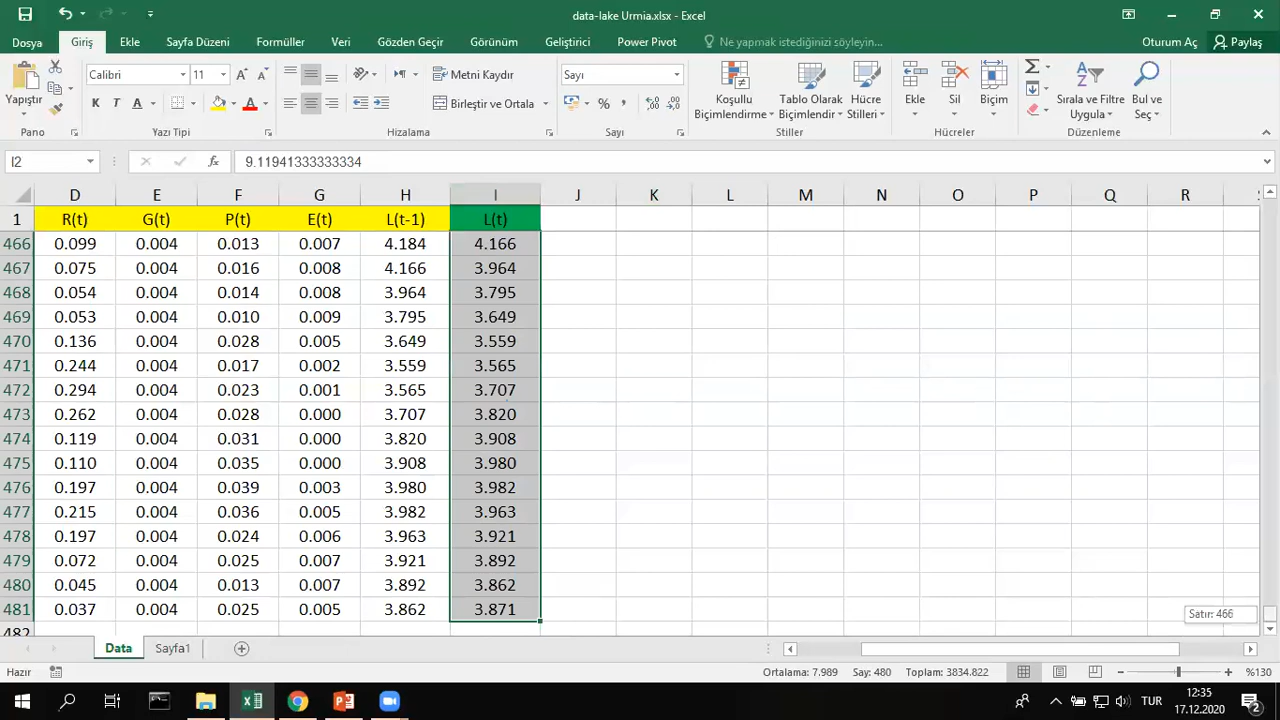 data-lake Urmia.xlsx - Excel
Dosya Giriş Ekle Sayfa Düzeni Formüller Veri Gözden Geçir Görünüm Geliştirici Power Pivot Ne yapmak istediğinizi söyleyin... Oturum Aç Paylaş
Yapıştır
Calibri 11
K T A
Metni Kaydır
Birleştir ve Ortala
Sayı
Koşullu Biçimlendirme
Tablo Olarak Biçimlendir
Hücre Stilleri
Ekle Sil Biçim
Sırala ve Filtre Uygula
Bul ve Seç
Pano Yazı Tipi Hizalama Sayı Stiller Hücreler Düzenleme
I2 fx 9.11941333333334
D E F G H I J K L M N O P Q R S
1 R(t) G(t) P(t) E(t) L(t-1) L(t)
466 0.099 0.004 0.013 0.007 4.184 4.166
467 0.075 0.004 0.016 0.008 4.166 3.964
468 0.054 0.004 0.014 0.008 3.964 3.795
469 0.053 0.004 0.010 0.009 3.795 3.649
470 0.136 0.004 0.028 0.005 3.649 3.559
471 0.244 0.004 0.017 0.002 3.559 3.565
472 0.294 0.004 0.023 0.001 3.565 3.707
473 0.262 0.004 0.028 0.000 3.707 3.820
474 0.119 0.004 0.031 0.000 3.820 3.908
475 0.110 0.004 0.035 0.000 3.908 3.980
476 0.197 0.004 0.039 0.003 3.980 3.982
477 0.215 0.004 0.036 0.005 3.982 3.963
478 0.197 0.004 0.024 0.006 3.963 3.921
479 0.072 0.004 0.025 0.007 3.921 3.892
480 0.045 0.004 0.013 0.007 3.892 3.862
481 0.037 0.004 0.025 0.005 3.862 3.871
482
Satır: 466
Data Sayfa1
Hazır Ortalama: 7.989 Say: 480 Toplam: 3834.822 %130
TUR 12:35
17.12.2020 2